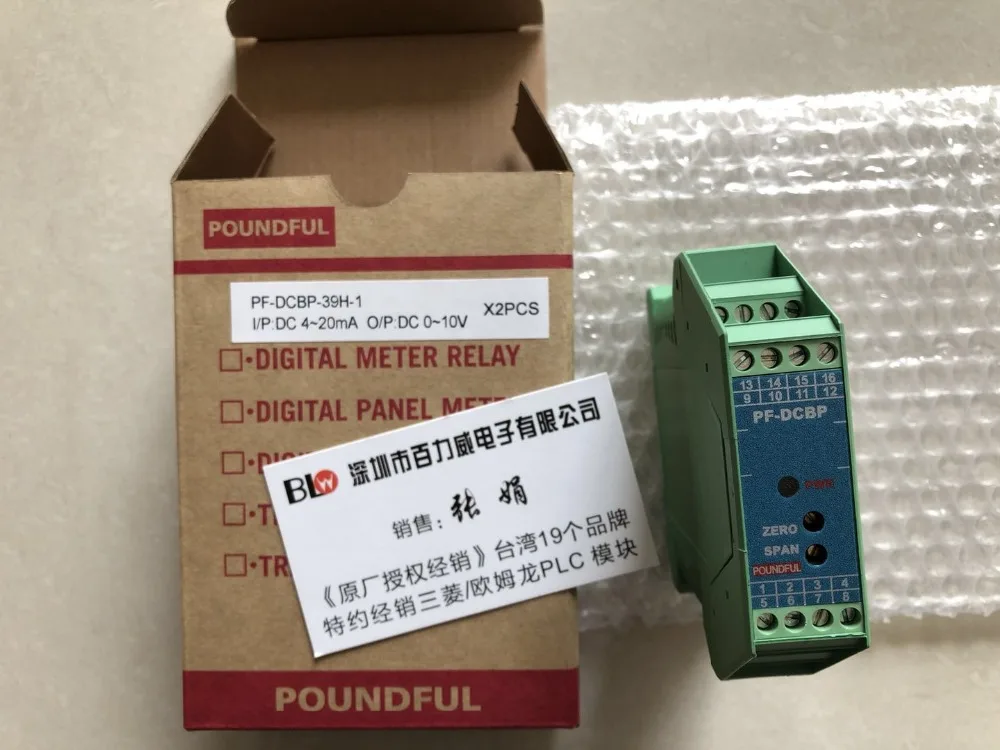 POUNDFUL
PF-DCBP-39H-1
I/P:DC 4~20mA O/P:DC 0~10V X2PCS
DIGITAL METER RELAY
DIGITAL PANEL
BLW 深圳市百力威电子有限公司
销售：张 娟
《原厂授权经销》台湾19个品牌
特约经销三菱/欧姆龙PLC 模块
POUNDFUL
13 14 15 16
9 10 11 12
PF-DCBP
ZERO
SPAN
POUNDFUL
1 2 3 4
5 6 7 8